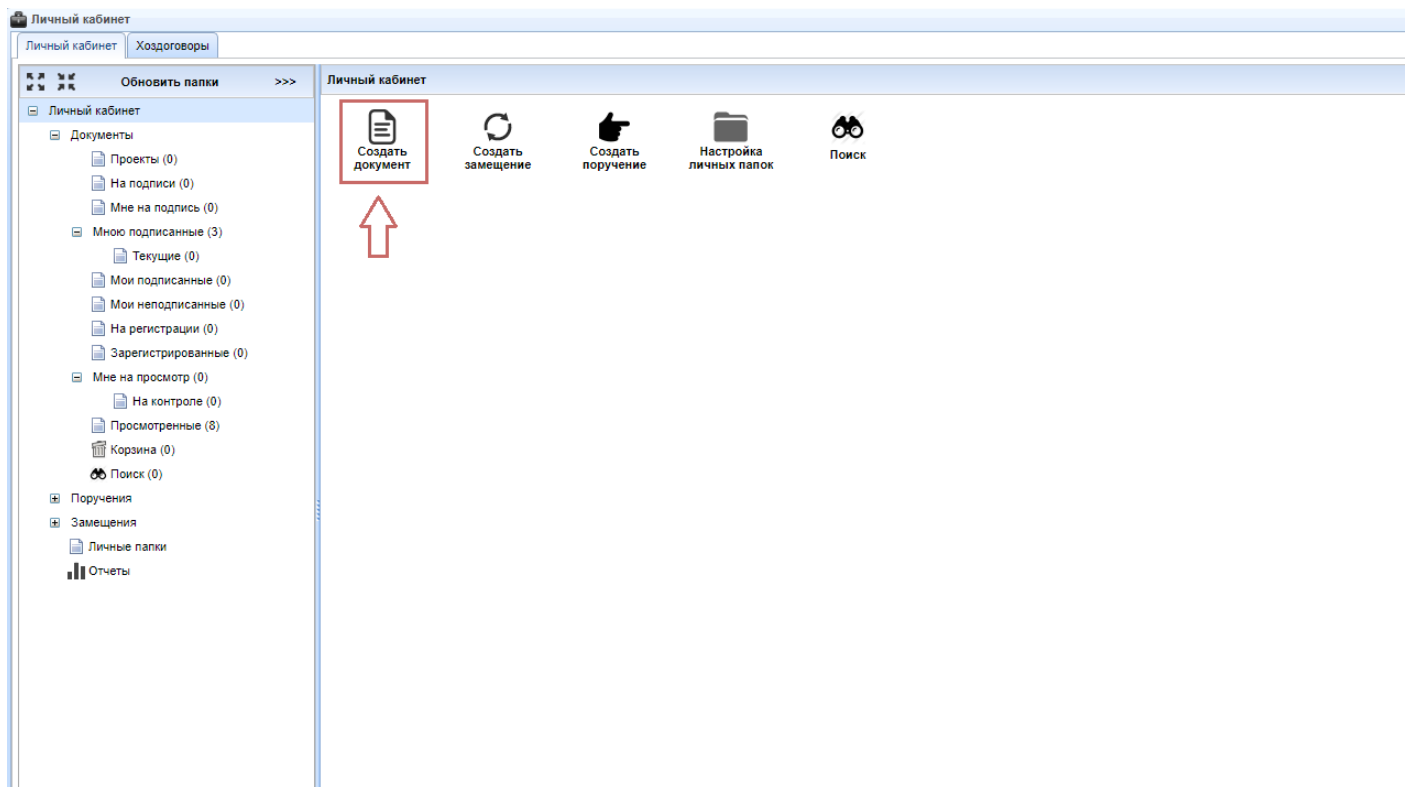 Личный кабинет
Личный кабинет Хоздоговоры
Обновить папки >>>
Личный кабинет
Документы
Проекты (0)
На подписи (0)
Мне на подпись (0)
Мною подписанные (3)
Текущие (0)
Мои подписанные (0)
Мои неподписанные (0)
На регистрации (0)
Зарегистрированные (0)
Мне на просмотр (0)
На контроле (0)
Просмотренные (8)
Корзина (0)
Поиск (0)
Поручения
Замещения
Личные папки
Отчеты
Личный кабинет
Создать
документ
Создать
замещение
Создать
поручение
Настройка
личных папок
Поиск